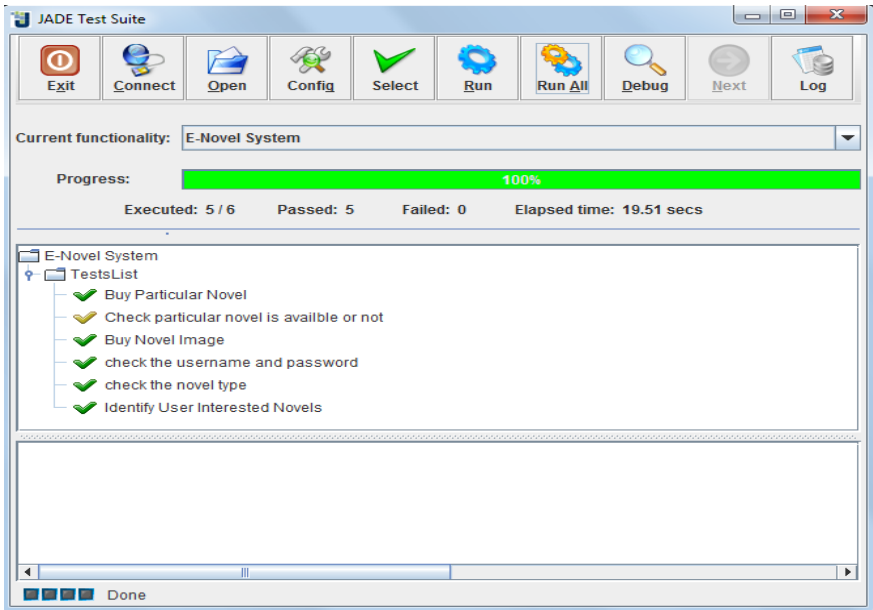 JADE Test Suite
Exit Connect Open Config Select Run Run All Debug Next Log
Current functionality: E-Novel System
Progress: 100%
Executed: 5 / 6 Passed: 5 Failed: 0 Elapsed time: 19.51 secs
E-Novel System
TestsList
Buy Particular Novel
Check particular novel is availble or not
Buy Novel Image
check the username and password
check the novel type
Identify User Interested Novels
Done